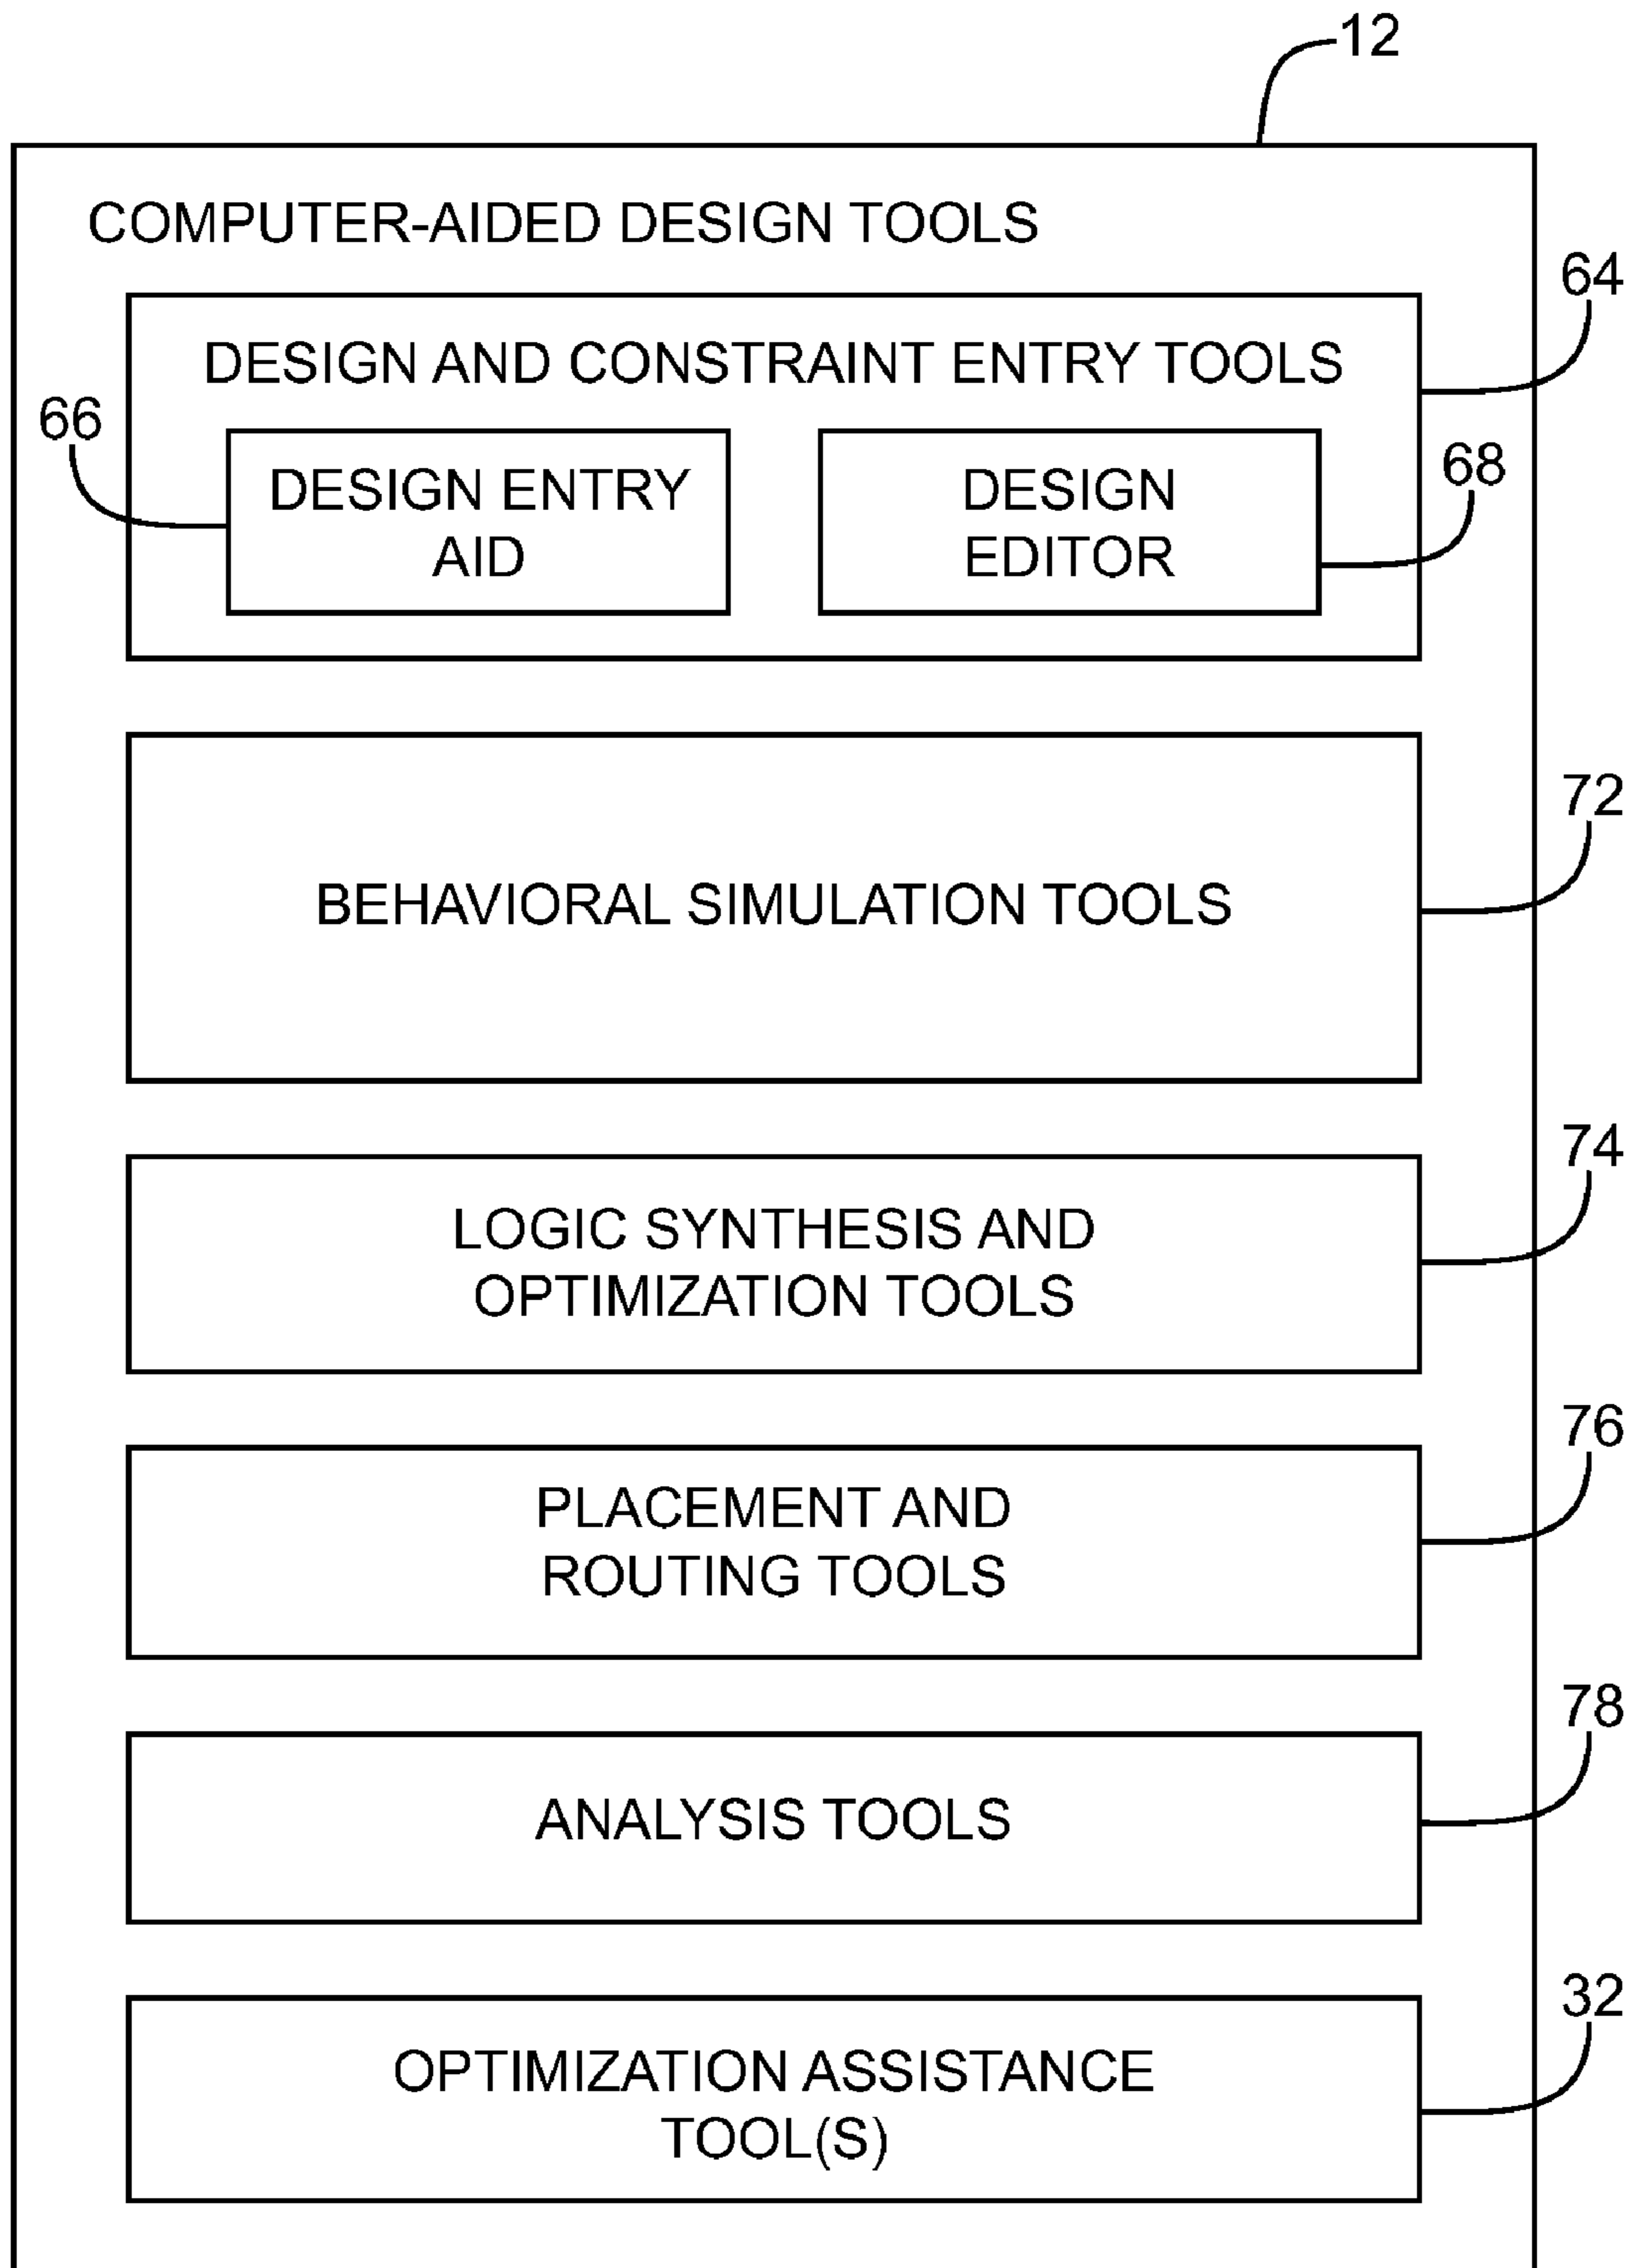 12
COMPUTER-AIDED DESIGN TOOLS
64
DESIGN AND CONSTRAINT ENTRY TOOLS
66
DESIGN ENTRY
AID
DESIGN
EDITOR
68
72
BEHAVIORAL SIMULATION TOOLS
74
LOGIC SYNTHESIS AND
OPTIMIZATION TOOLS
76
PLACEMENT AND
ROUTING TOOLS
78
ANALYSIS TOOLS
32
OPTIMIZATION ASSISTANCE
TOOL(S)